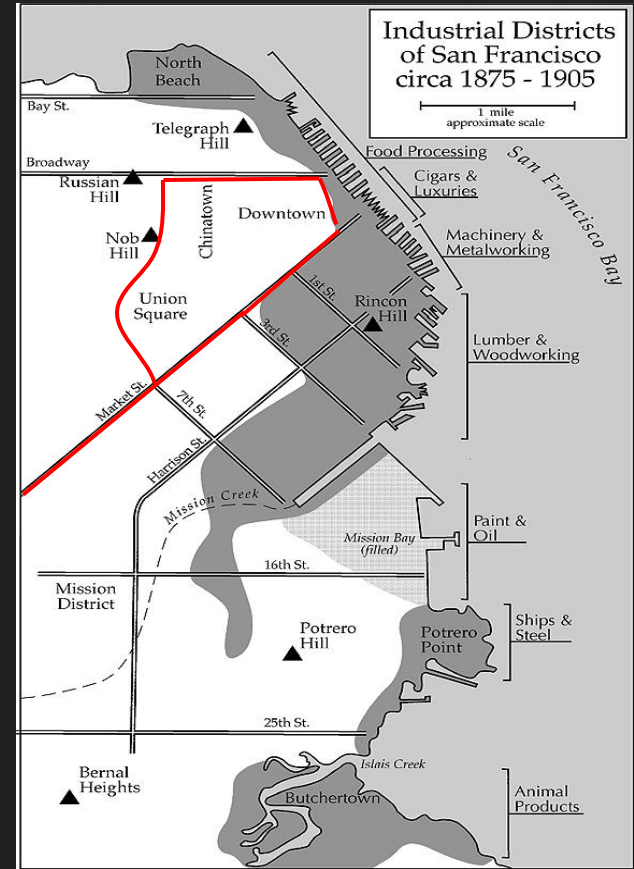 Industrial Districts
of San Francisco
circa 1875 - 1905
1 mile
approximate scale
North
Beach
Bay St.
Telegraph
Hill
Food Processing
San Francisco Bay
Broadway
Russian
Hill
Cigars &
Luxuries
Chinatown
Downtown
Nob
Hill
Machinery &
Metalworking
Union
Square
1st St.
Rincon
Hill
3rd St.
Lumber &
Woodworking
Market St.
7th St.
Harrison St.
Mission Creek
Mission Bay
(filled)
Paint &
Oil
16th St.
Mission
District
Potrero
Hill
Potrero
Point
Ships &
Steel
25th St.
Islais Creek
Bernal
Heights
Butchertown
Animal
Products